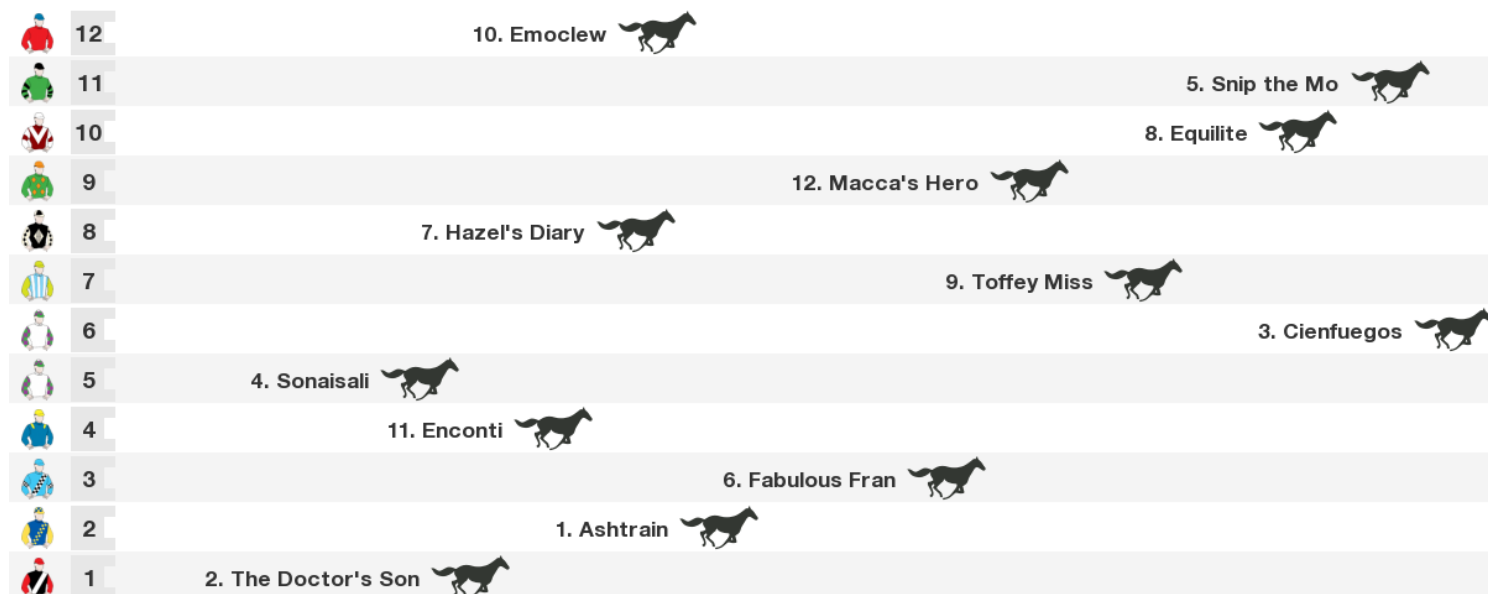 12 10. Emoclew
11 5. Snip the Mo
10 8. Equilite
9 12. Macca's Hero
8 7. Hazel's Diary
7 9. Toffey Miss
6 3. Cienfuegos
5 4. Sonaisali
4 11. Enconti
3 6. Fabulous Fran
2 1. Ashtrain
1 2. The Doctor's Son